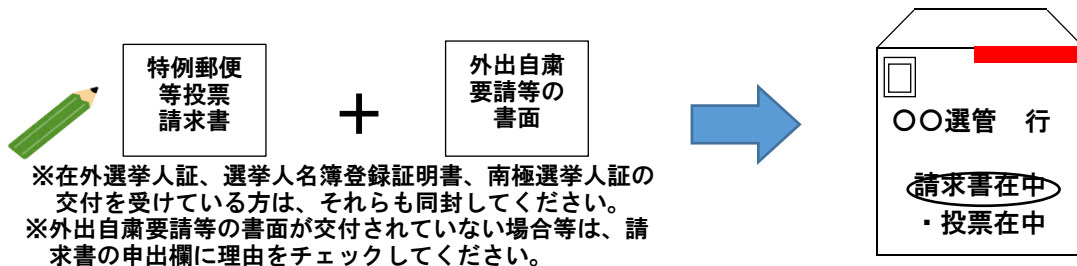 特例郵便
等投票
請求書
＋
外出自粛
要請等の
書面
※在外選挙人証、選挙人名簿登録証明書、南極選挙人証の
交付を受けている方は、それらも同封してください。
※外出自粛要請等の書面が交付されていない場合等は、請
求書の申出欄に理由をチェックしてください。
〇〇選管　行
請求書在中
・投票在中